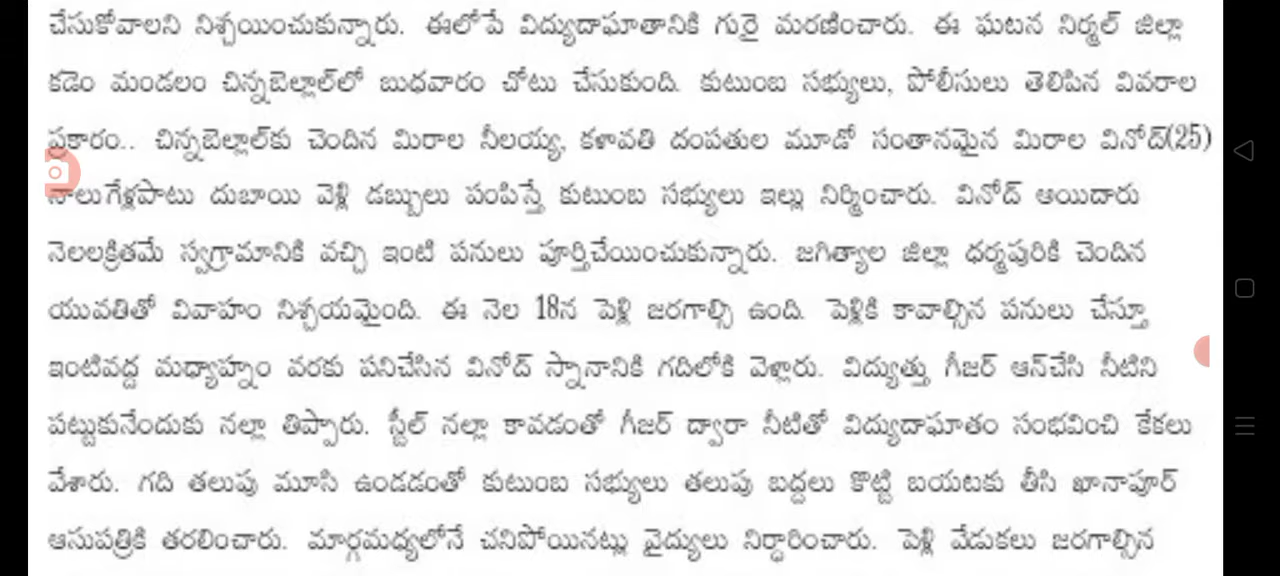 చేసుకోవాలని నిశ్చయించుకున్నారు. ఈలోపే విద్యుదాఘాతానికి గురై మరణించారు. ఈ ఘటన నిర్మల్ జిల్లా
కడెం మండలం చిన్నబెల్లాల్‌లో బుధవారం చోటు చేసుకుంది. కుటుంబ సభ్యులు, పోలీసులు తెలిపిన వివరాల
ప్రకారం.. చిన్నబెల్లాల్‌కు చెందిన మిరాల నీలయ్య, కళావతి దంపతుల మూడో సంతానమైన మిరాల వినోద్(25)
నాలుగేళ్లపాటు దుబాయి వెళ్లి డబ్బులు పంపిస్తే కుటుంబ సభ్యులు ఇల్లు నిర్మించారు. వినోద్ ఆయిదారు
నెలలక్రితమే స్వగ్రామానికి వచ్చి ఇంటి పనులు పూర్తిచేయించుకున్నారు. జగిత్యాల జిల్లా ధర్మపురికి చెందిన
యువతితో వివాహం నిశ్చయమైంది. ఈ నెల 18న పెళ్లి జరగాల్సి ఉంది. పెళ్లికి కావాల్సిన పనులు చేస్తూ
ఇంటివద్ద మధ్యాహ్నం వరకు పనిచేసిన వినోద్ స్నానానికి గదిలోకి వెళ్లారు. విద్యుత్తు గీజర్ ఆన్‌చేసి నీటిని
పట్టుకునేందుకు నల్లా తిప్పారు. స్టీల్ నల్లా కావడంతో గీజర్ ద్వారా నీటితో విద్యుదాఘాతం సంభవించి కేకలు
వేశారు. గది తలుపు మూసి ఉండడంతో కుటుంబ సభ్యులు తలుపు బద్దలు కొట్టి బయటకు తీసి ఖానాపూర్
ఆసుపత్రికి తరలించారు. మార్గమధ్యలోనే చనిపోయినట్లు వైద్యులు నిర్ధారించారు. పెళ్లి వేడుకలు జరగాల్సిన